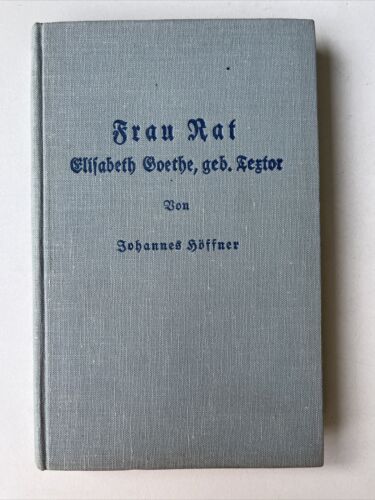 Frau Rat
Elisabeth Goethe, geb. Textor
Von
Johannes Höffner